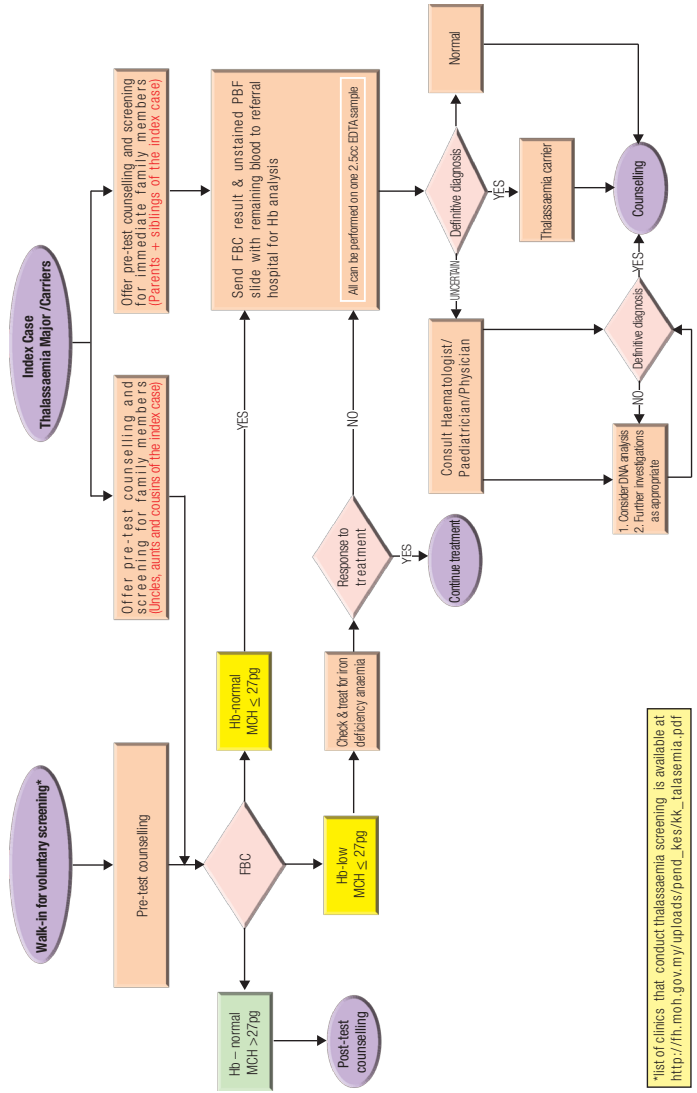 Walk-in for voluntary screening*
Index Case
Thalassaemia Major /Carriers
Pre-test counselling
Offer pre-test counselling and
screening for family members
(Uncles, aunts and cousins of the index case)
Offer pre-test counselling and screening
for immediate family members
(Parents + siblings of the index case)
FBC
Hb – normal
MCH >27pg
Hb-normal
MCH ≤ 27pg
YES
Send FBC result & unstained PBF
slide with remaining blood to referral
hospital for Hb analysis
All can be performed on one 2.5cc EDTA sample
Post-test
counselling
Hb-low
MCH ≤ 27pg
Check & treat for iron
deficiency anaemia
Response to
treatment
NO
YES
Continue treatment
Definitive diagnosis
Normal
UNCERTAIN
YES
Consult Haematologist/
Paediatrician/Physician
Thalassaemia carrier
1. Consider DNA analysis
2. Further investigations
as appropriate
NO
Definitive diagnosis
YES
Counselling
*list of clinics that conduct thalassaemia screening is available at
http://fh.moh.gov.my/uploads/pend_kes/kk_talasemia.pdf